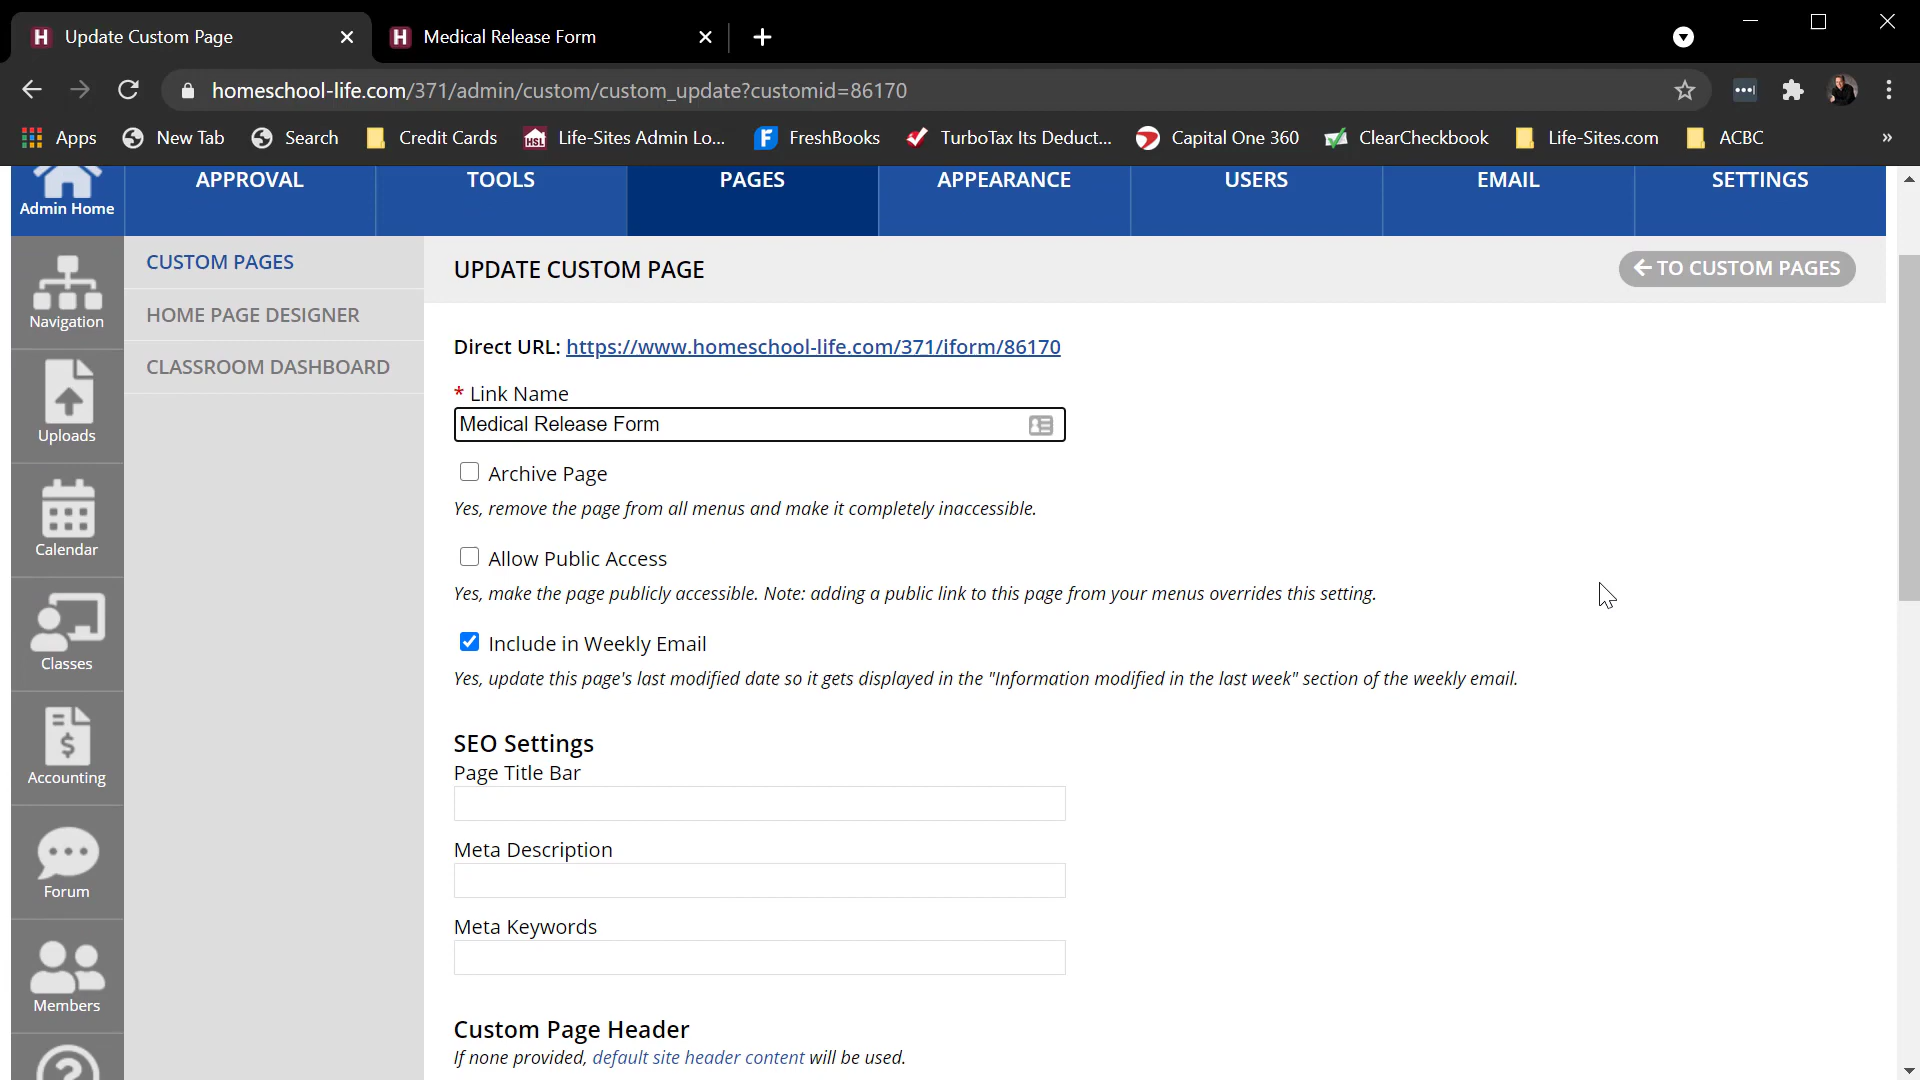 Update Custom Page
Medical Release Form
homeschool-life.com/371/admin/custom/custom_update?customid=86170
Apps
New Tab
Search
Credit Cards
HSL
Life-Sites Admin Lo...
FreshBooks
TurboTax Its Deduct...
Capital One 360
ClearCheckbook
Life-Sites.com
ACBC
»
Admin Home
APPROVAL
TOOLS
PAGES
APPEARANCE
USERS
EMAIL
SETTINGS
Navigation
Uploads
Calendar
Classes
Accounting
Forum
Members
CUSTOM PAGES
HOME PAGE DESIGNER
CLASSROOM DASHBOARD
UPDATE CUSTOM PAGE
TO CUSTOM PAGES
Direct URL: https://www.homeschool-life.com/371/iform/86170
* Link Name
Medical Release Form
Archive Page
Yes, remove the page from all menus and make it completely inaccessible.
Allow Public Access
Yes, make the page publicly accessible. Note: adding a public link to this page from your menus overrides this setting.
Include in Weekly Email
Yes, update this page's last modified date so it gets displayed in the "Information modified in the last week" section of the weekly email.
SEO Settings
Page Title Bar
Meta Description
Meta Keywords
Custom Page Header
If none provided, default site header content will be used.